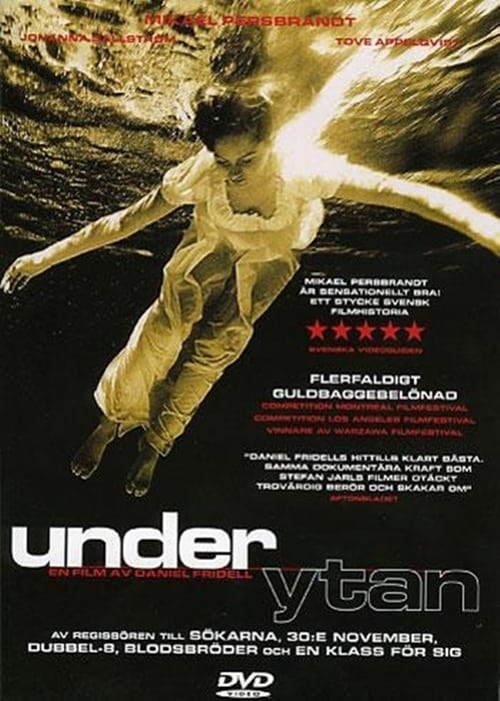 MIKAEL PERSBRANDT
JOHANNA SÄLLSTRÖM TOVE APPELQVIST
MIKAEL PERSBRANDT
ÄR SENSATIONELLT BRA!
ETT STYCKE SVENSK
FILMHISTORIA
SVENSKA VIDEOGUIDEN
FLERFALDIGT
GULDBAGGEBELÖNAD
COMPETITION MONTREAL FILMFESTIVAL
COMPETITION LOS ANGELES FILMFESTIVAL
VINNARE AV WARZAWA FILMFESTIVAL
"DANIEL FRIDELLS HITTILLS KLART BÄSTA.
SAMMA DOKUMENTÄRA KRAFT SOM
STEFAN JARLS FILMER OTÄCKT
TROVÄRDIG BERÖR OCH SKAKAR OM"
AFTONBLADET
under
EN FILM AV DANIEL FRIDELL
ytan
AV REGISSÖREN TILL SÖKARNA, 30:E NOVEMBER,
DUBBEL-8, BLODSBRÖDER OCH EN KLASS FÖR SIG
DVD
VIDEO